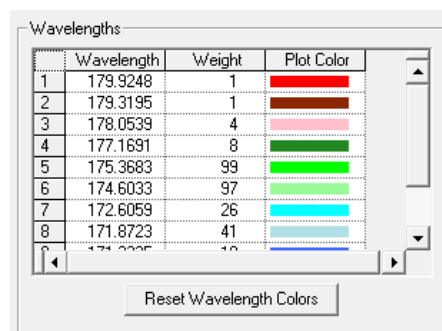 Wavelengths
Wavelength Weight Plot Color
1 179.9248 1
2 179.3195 1
3 178.0539 4
4 177.1691 8
5 175.3683 99
6 174.6033 97
7 172.6059 26
8 171.8723 41
Reset Wavelength Colors